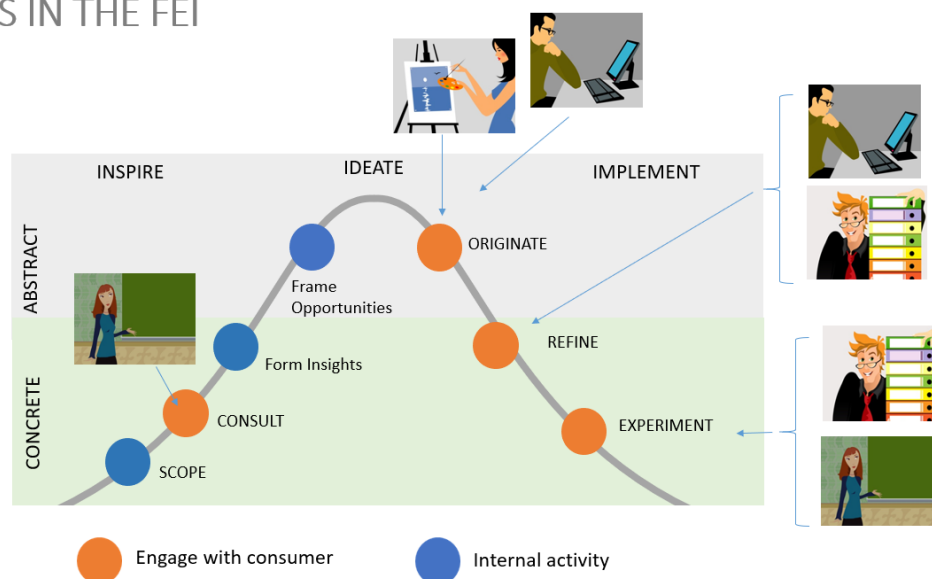 S IN THE FEI
INSPIRE
IDEATE
IMPLEMENT
ABSTRACT
ORIGINATE
Frame
Opportunities
CONCRETE
REFINE
Form Insights
CONSULT
EXPERIMENT
SCOPE
Engage with consumer
Internal activity